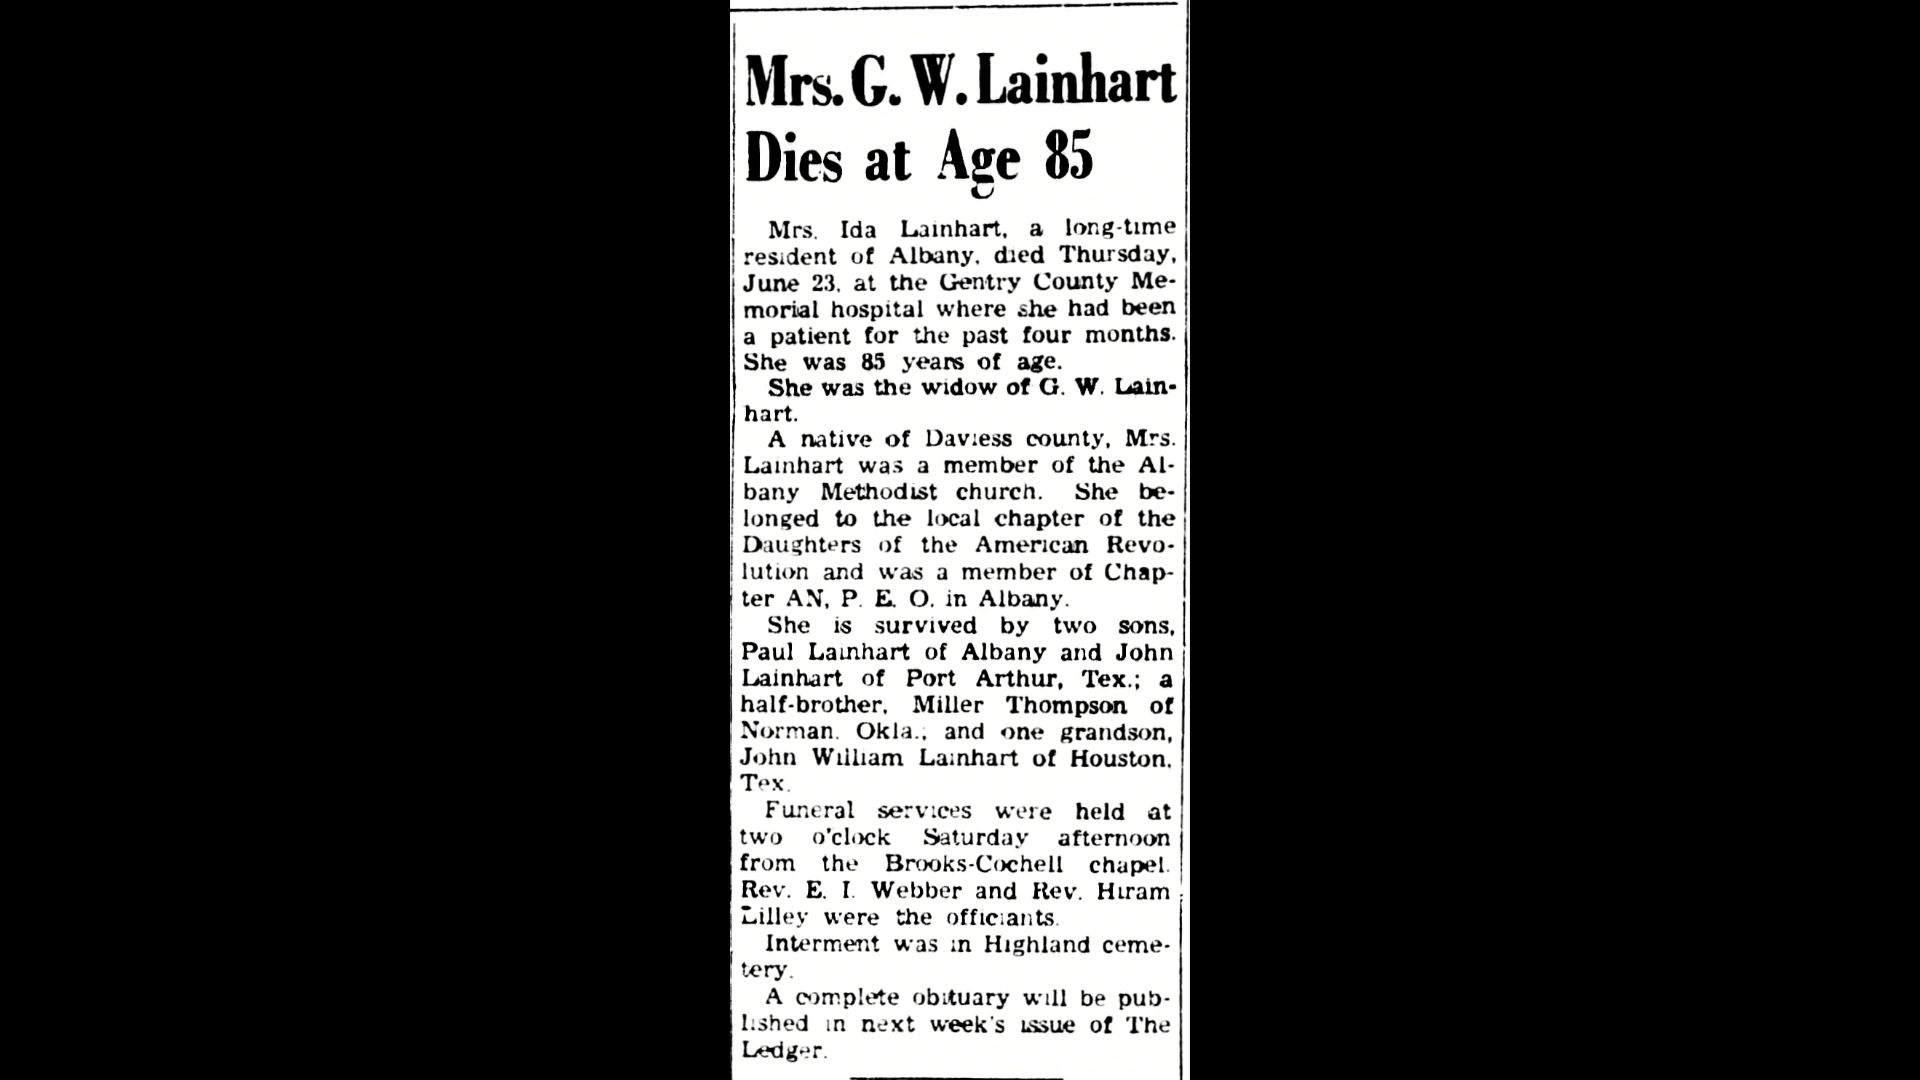 Mrs. G. W. Lainhart
Dies at Age 85
Mrs. Ida Lainhart, a long-time
resident of Albany, died Thursday,
June 23, at the Gentry County Me-
morial hospital where she had been
a patient for the past four months.
She was 85 years of age.
She was the widow of G. W. Lain-
hart.
A native of Daviess county, Mrs.
Lainhart was a member of the Al-
bany Methodist church. She be-
longed to the local chapter of the
Daughters of the American Revo-
lution and was a member of Chap-
ter AN, P. E. O. in Albany.
She is survived by two sons,
Paul Lainhart of Albany and John
Lainhart of Port Arthur, Tex.; a
half-brother, Miller Thompson of
Norman, Okla.; and one grandson,
John William Lainhart of Houston,
Tex.
Funeral services were held at
two o'clock Saturday afternoon
from the Brooks-Cochell chapel.
Rev. E. I. Webber and Rev. Hiram
Lilley were the officiants.
Interment was in Highland ceme-
tery.
A complete obituary will be pub-
lished in next week's issue of The
Ledger.